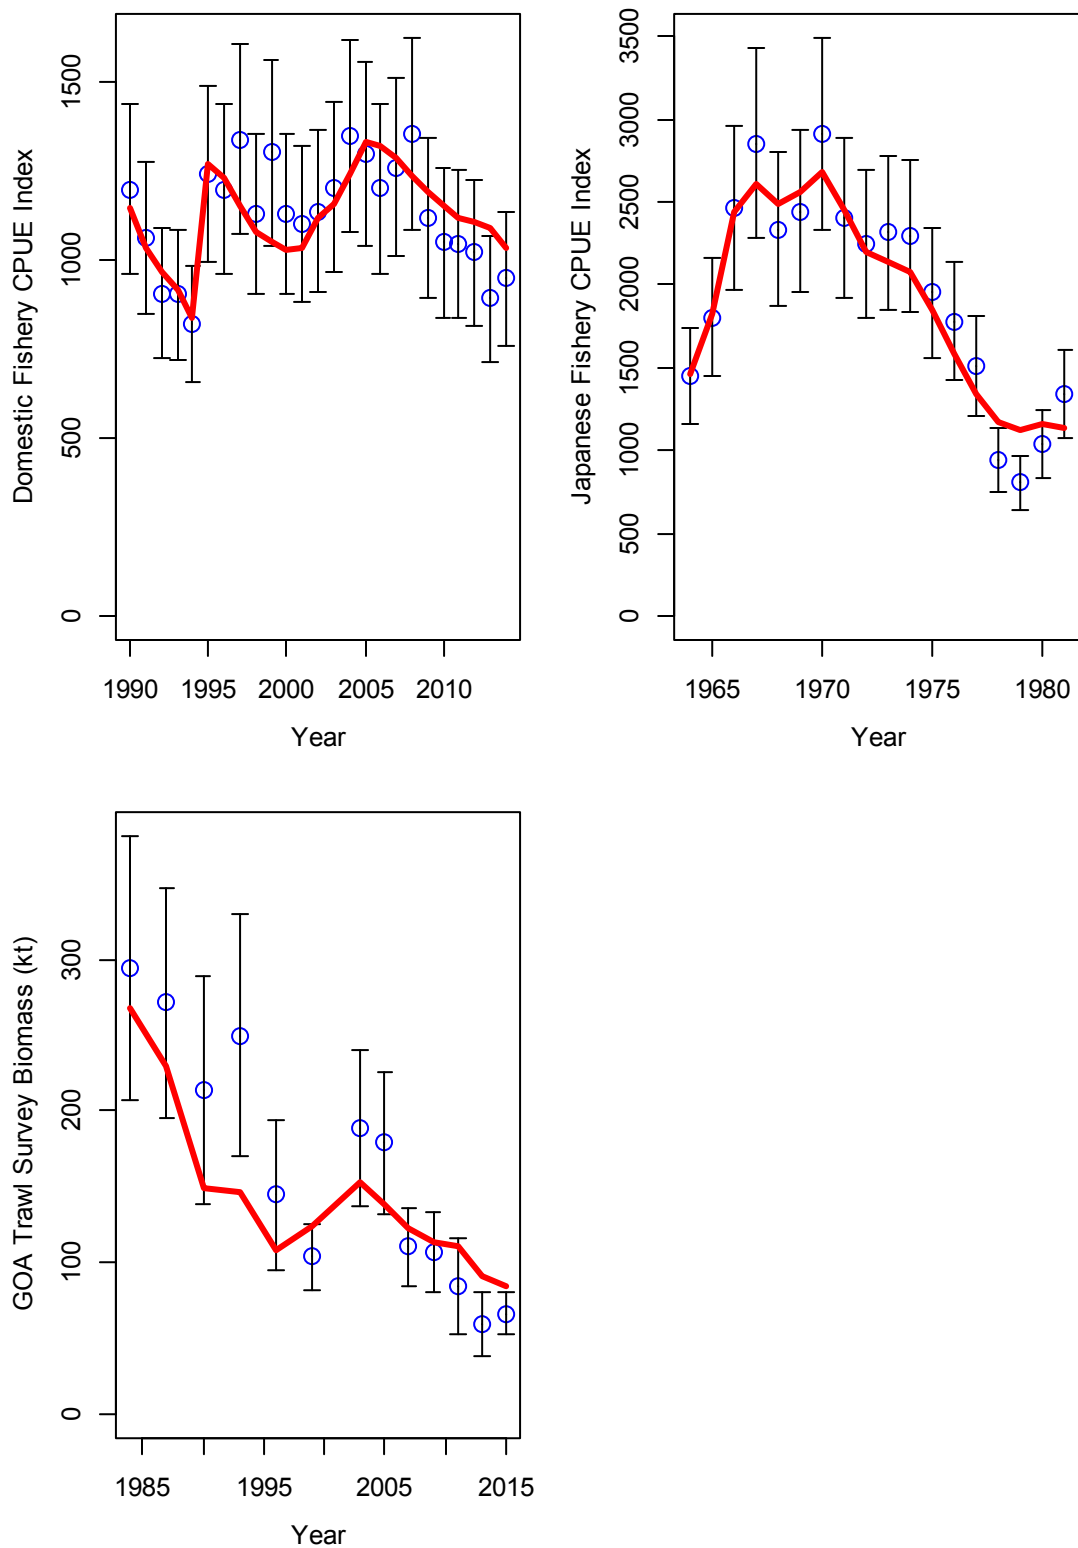 Domestic Fishery CPUE Index
0 500 1000 1500
1990 1995 2000 2005 2010
Year
Japanese Fishery CPUE Index
0 500 1000 1500 2000 2500 3000 3500
1965 1970 1975 1980
Year
GOA Trawl Survey Biomass (kt)
0 100 200 300
1985 1995 2005 2015
Year